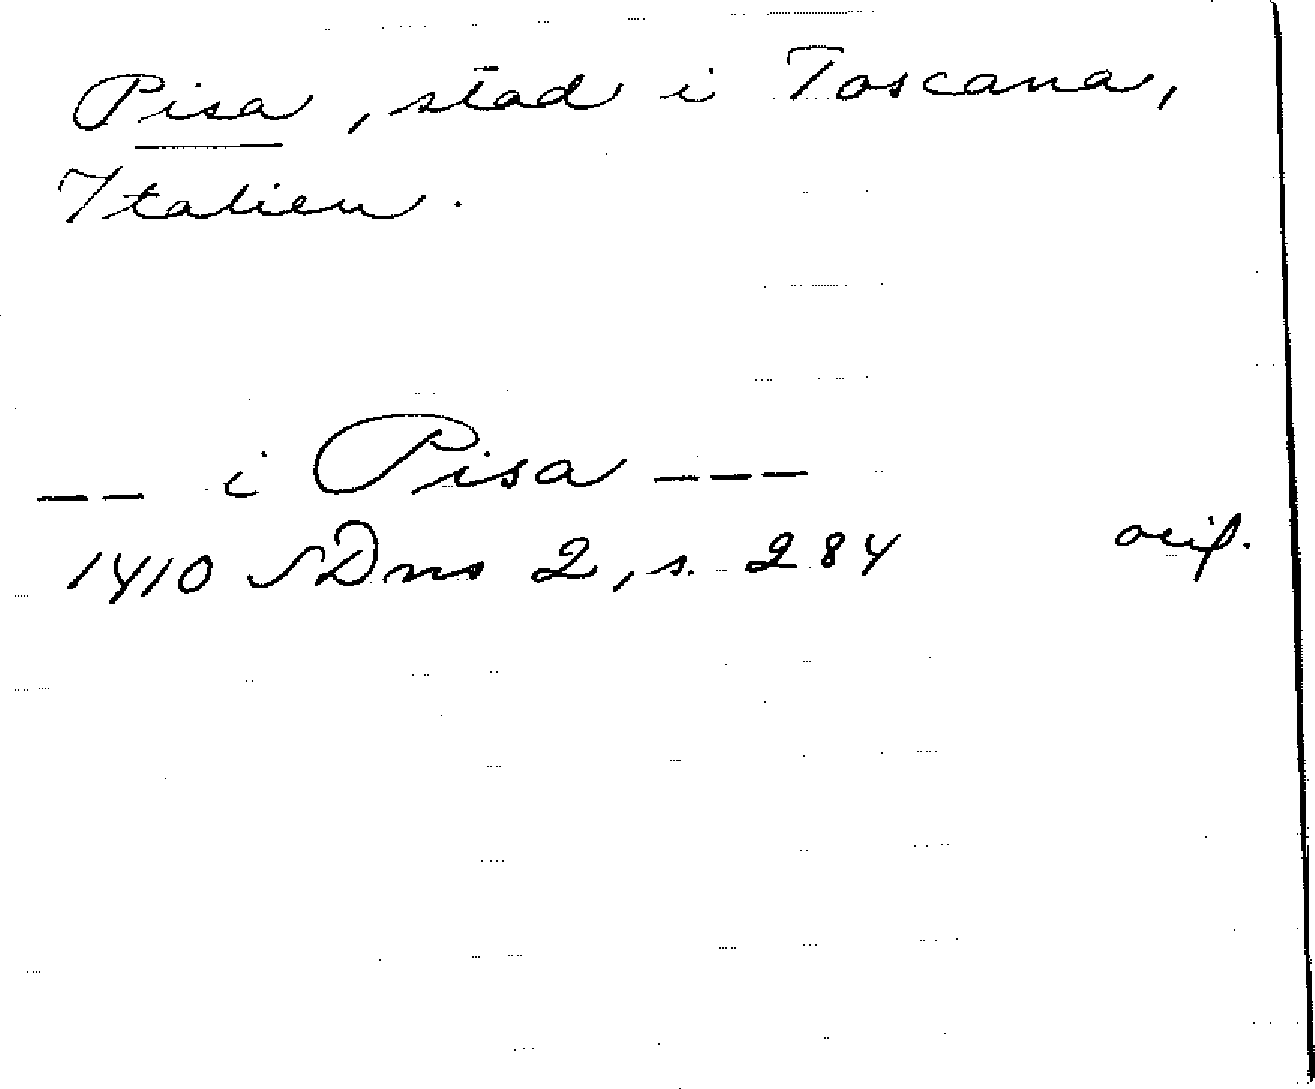 Pisa, stad i Toscana,
Italien.
-- i Pisa ---
1410 SDns 2, s. 284 orig.